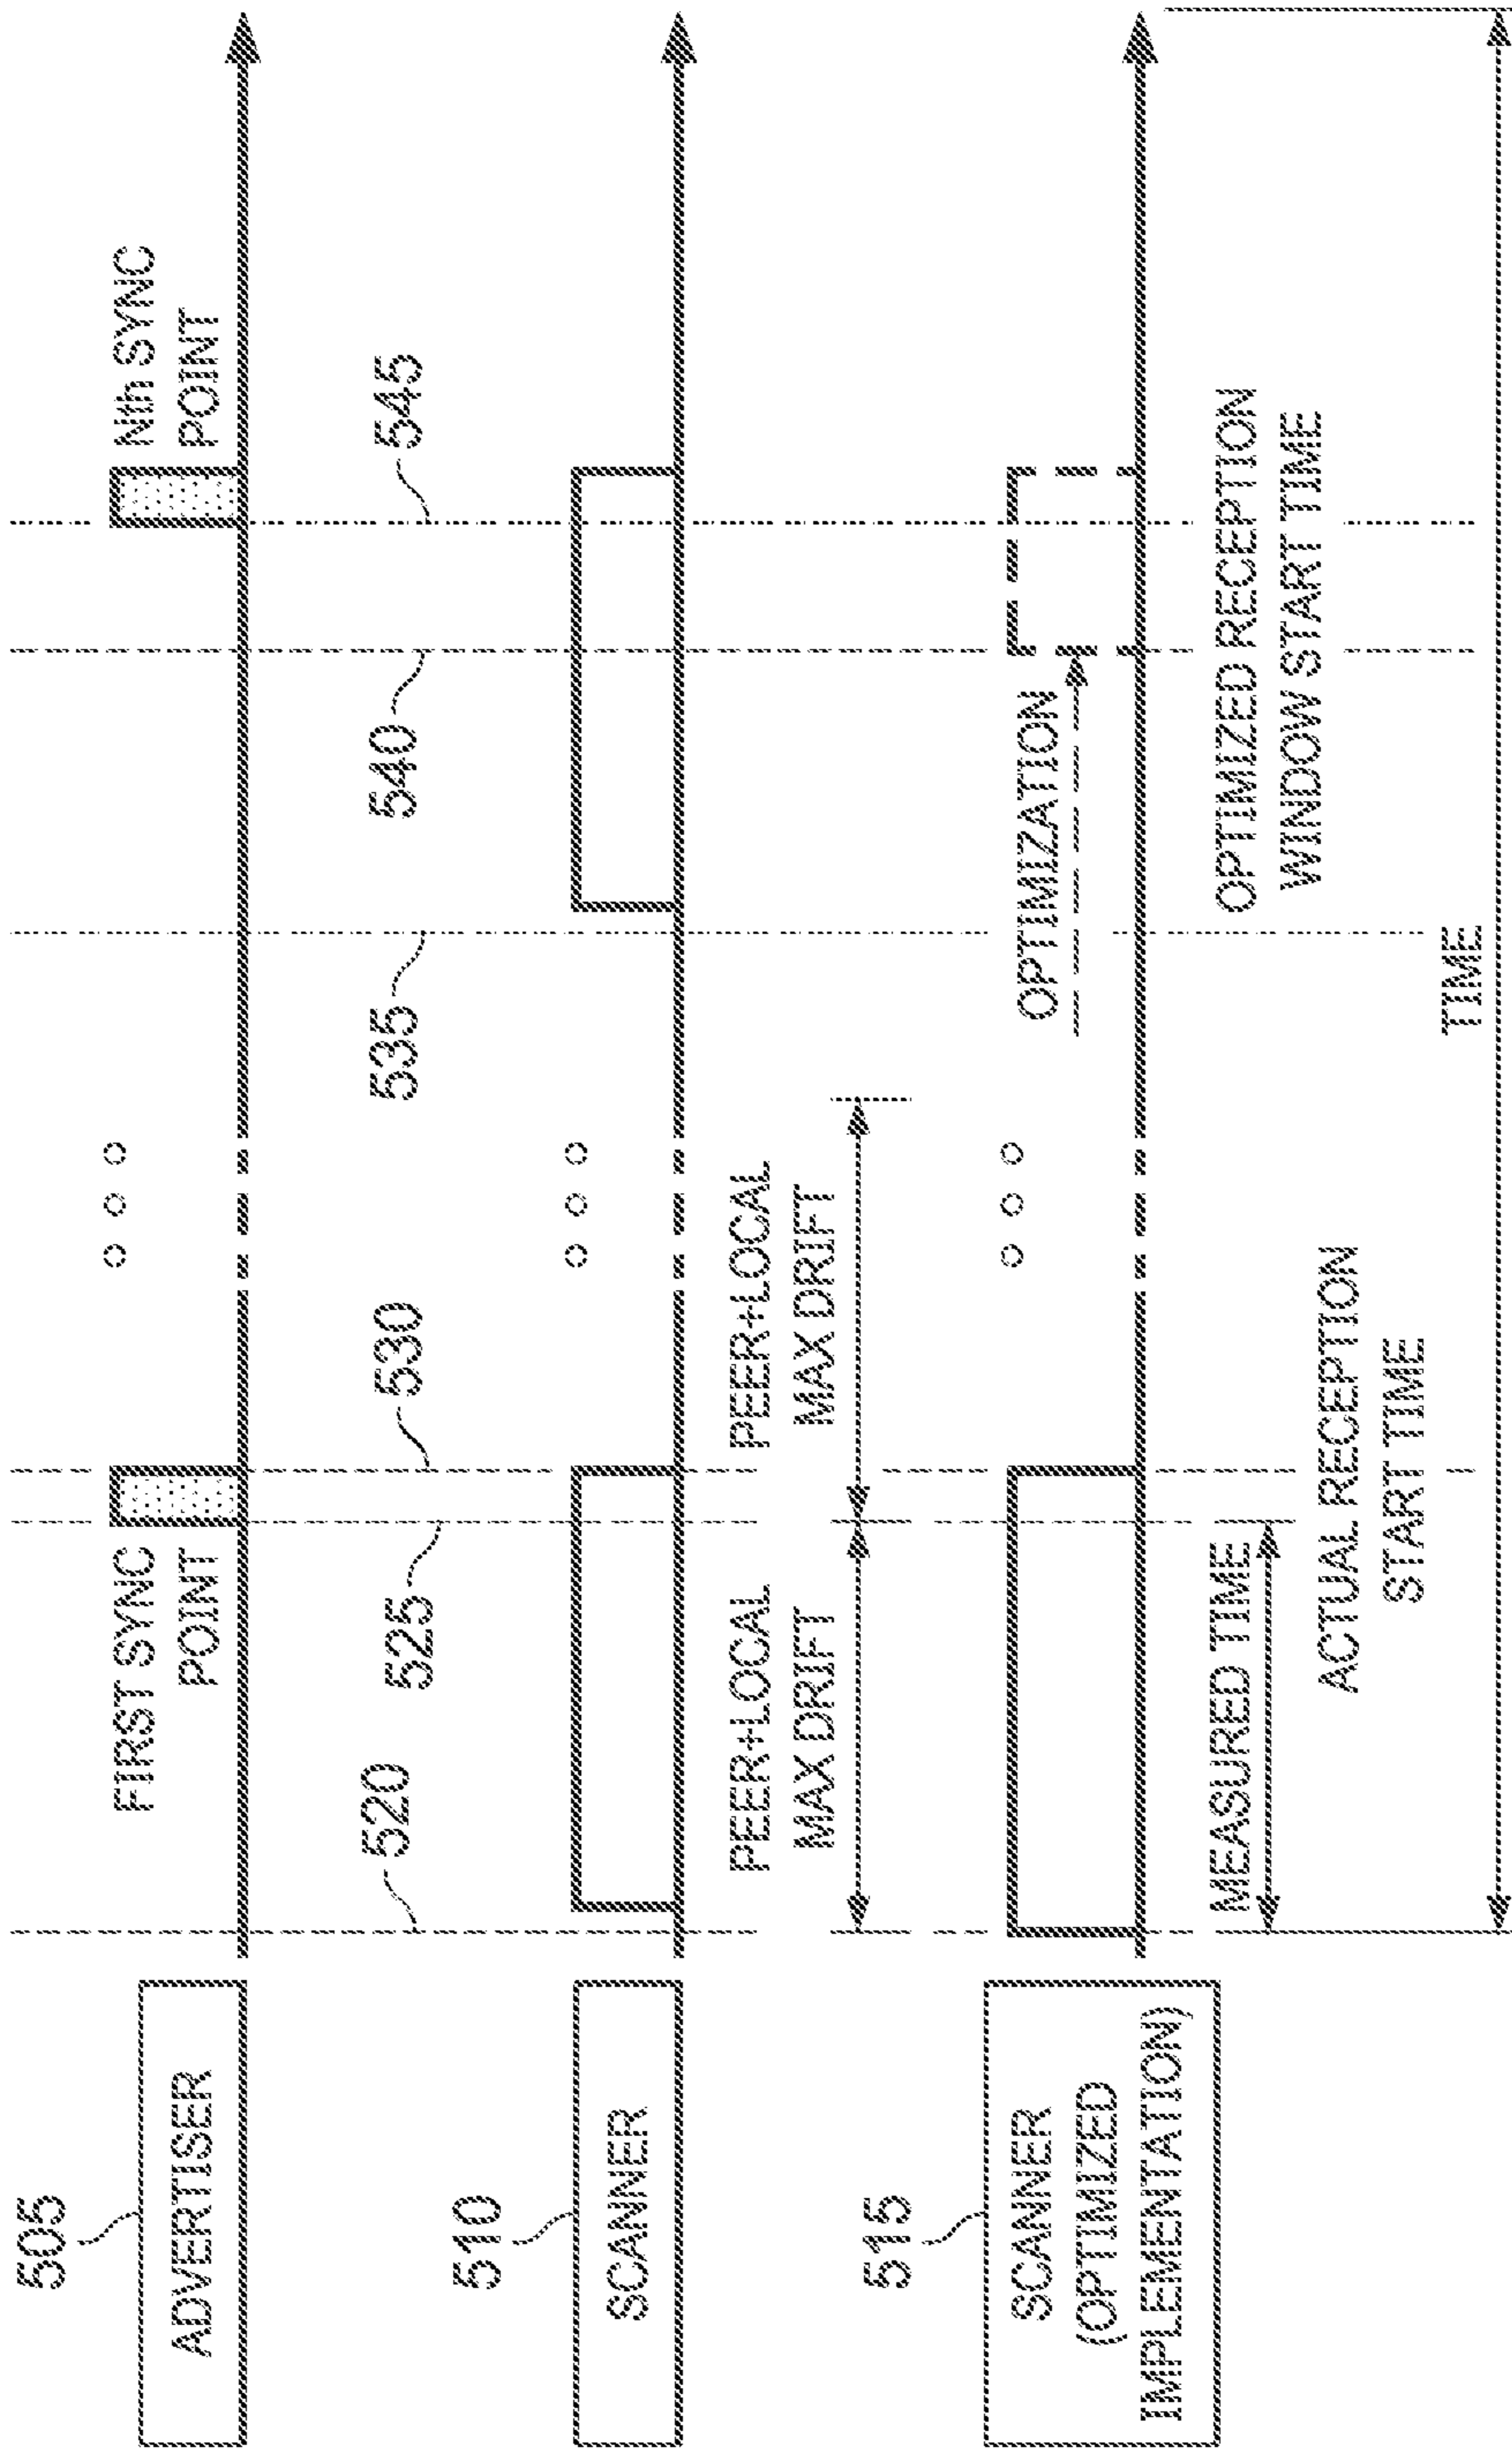 505
ADVERTISER
FIRST SYNC
POINT
Nth SYNC
POINT
520
525
530
535
540
545
510
SCANNER
PEER+LOCAL
MAX DRIFT
PEER+LOCAL
MAX DRIFT
515
SCANNER
(OPTIMIZED
IMPLEMENTATION)
OPTIMIZATION
MEASURED TIME
ACTUAL RECEPTION
START TIME
OPTIMIZED RECEPTION
WINDOW START TIME
TIME